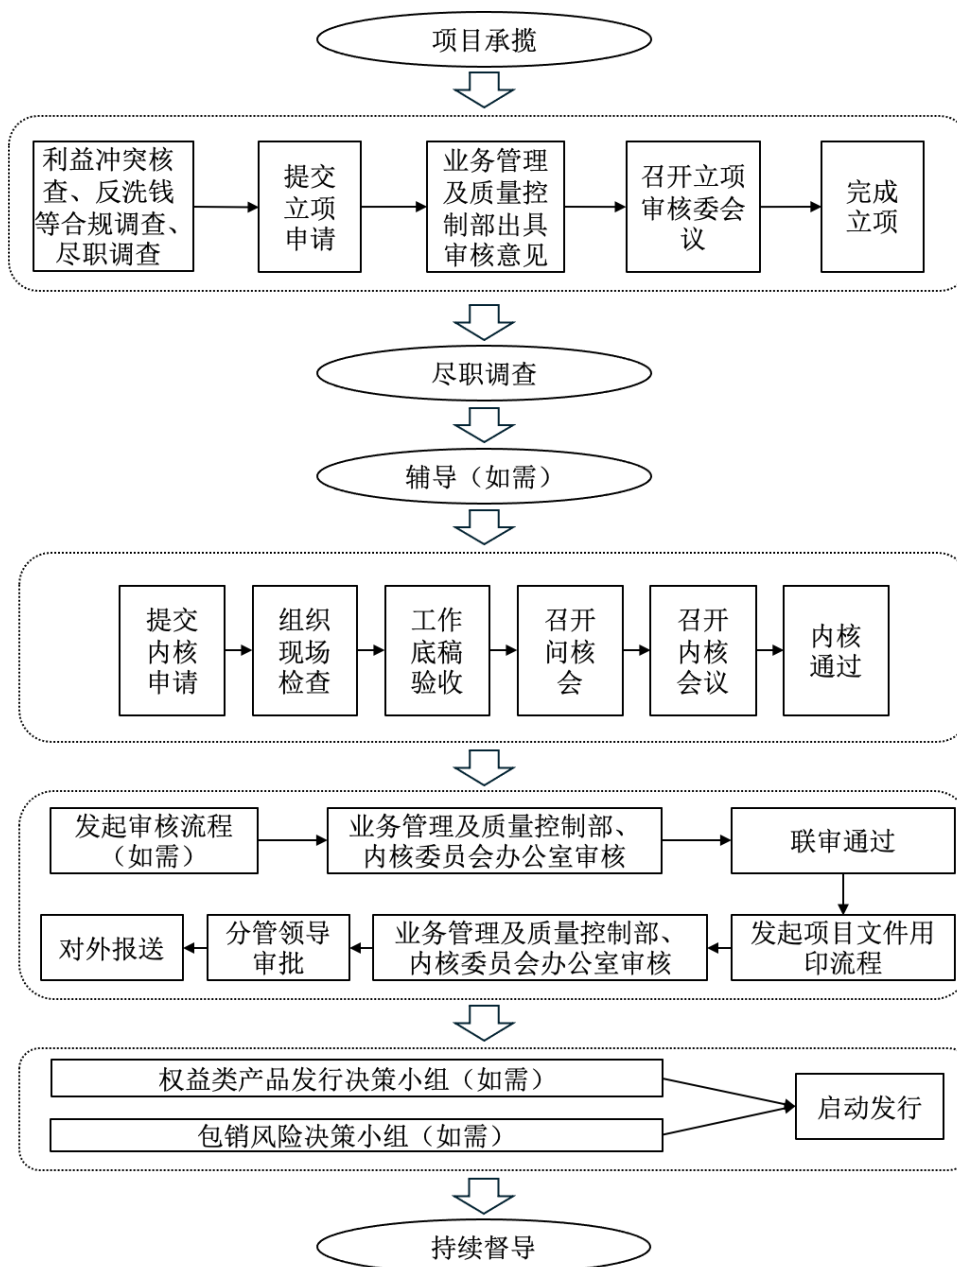 项目承揽
利益冲突核
查、反洗钱
等合规调查、
尽职调查
提交
立项
申请
业务管理
及质量控
制部出具
审核意见
召开立项
审核委会
议
完成
立项
尽职调查
辅导（如需）
提交
内核
申请
组织
现场
检查
工作
底稿
验收
召开
问核
会
召开
内核
会议
内核
通过
发起审核流程
（如需）
业务管理及质量控制部、
内核委员会办公室审核
联审通过
发起项目文件用
印流程
业务管理及质量控制部、
内核委员会办公室审核
分管领导
审批
对外报送
权益类产品发行决策小组（如需）
包销风险决策小组（如需）
启动发行
持续督导